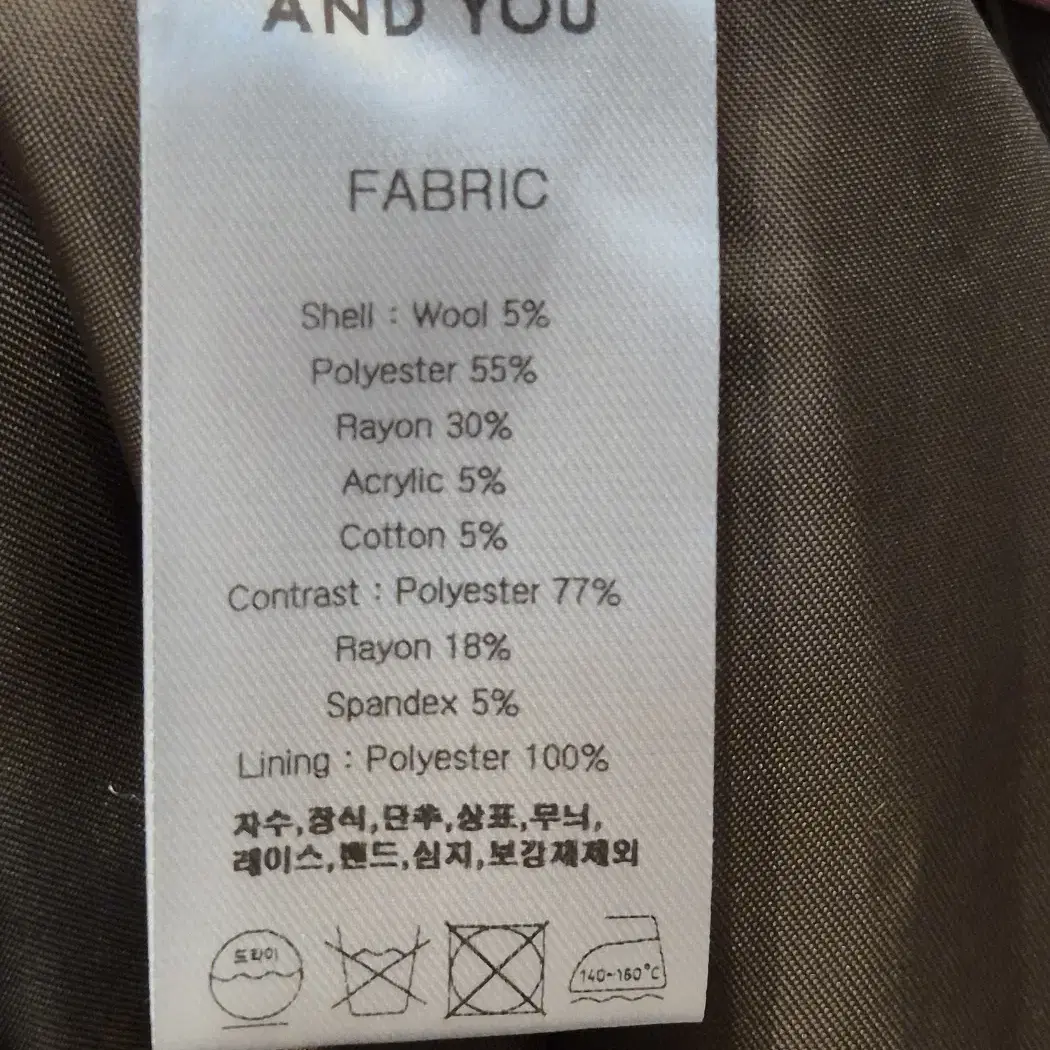 AND YOU
FABRIC
Shell : Wool 5%
Polyester 55%
Rayon 30%
Acrylic 5%
Cotton 5%
Contrast : Polyester 77%
Rayon 18%
Spandex 5%
Lining : Polyester 100%
자수,장식,단추,상표,무늬,
레이스,밴드,심지,보강재제외
드라이
140~160°C